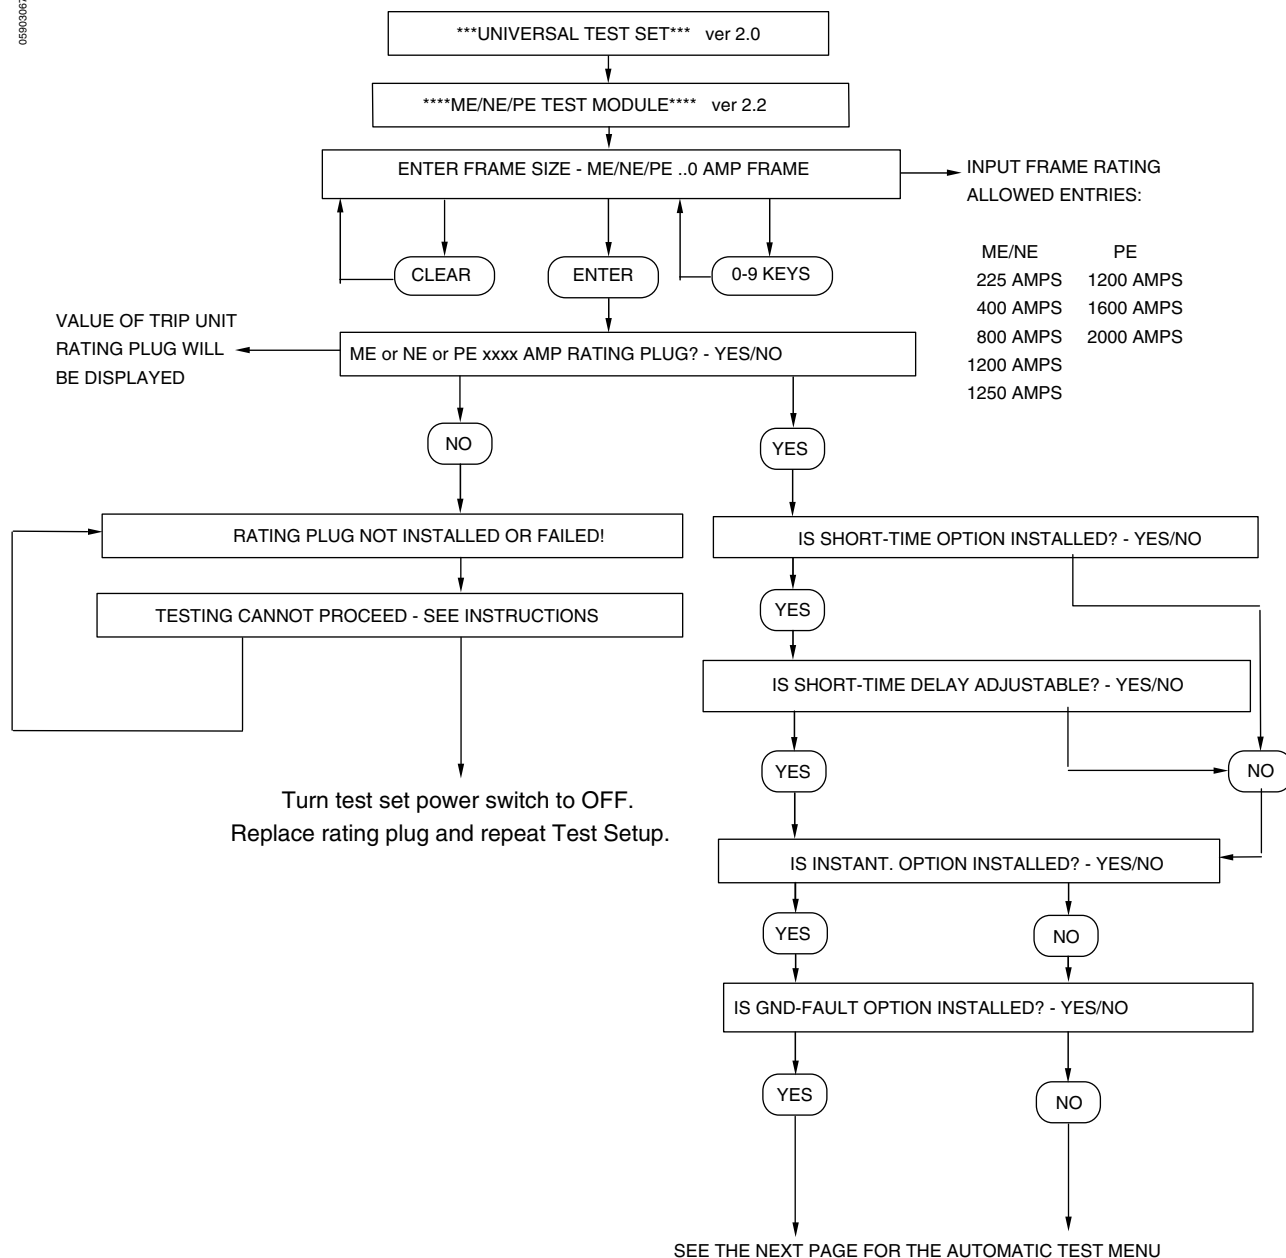 05903067
***UNIVERSAL TEST SET*** ver 2.0
****ME/NE/PE TEST MODULE**** ver 2.2
ENTER FRAME SIZE - ME/NE/PE ..0 AMP FRAME
INPUT FRAME RATING
ALLOWED ENTRIES:
ME/NE PE
225 AMPS 1200 AMPS
400 AMPS 1600 AMPS
800 AMPS 2000 AMPS
1200 AMPS
1250 AMPS
CLEAR
ENTER
0-9 KEYS
VALUE OF TRIP UNIT
RATING PLUG WILL
BE DISPLAYED
ME or NE or PE xxxx AMP RATING PLUG? - YES/NO
NO
YES
RATING PLUG NOT INSTALLED OR FAILED!
TESTING CANNOT PROCEED - SEE INSTRUCTIONS
Turn test set power switch to OFF.
Replace rating plug and repeat Test Setup.
IS SHORT-TIME OPTION INSTALLED? - YES/NO
YES
IS SHORT-TIME DELAY ADJUSTABLE? - YES/NO
YES
NO
IS INSTANT. OPTION INSTALLED? - YES/NO
YES
NO
IS GND-FAULT OPTION INSTALLED? - YES/NO
YES
NO
SEE THE NEXT PAGE FOR THE AUTOMATIC TEST MENU